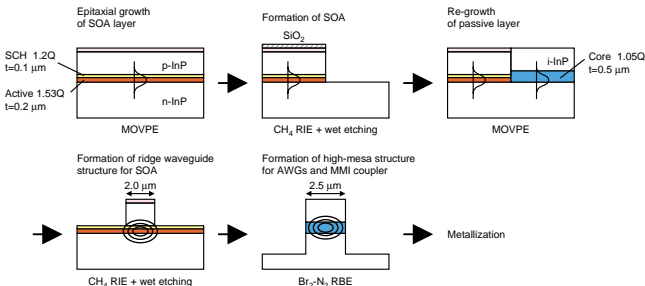 Epitaxial growth
of SOA layer
SCH 1.2Q
t=0.1 μm
Active 1.53Q
t=0.2 μm
p-InP
n-InP
MOVPE
Formation of SOA
SiO2
CH4 RIE + wet etching
Re-growth
of passive layer
i-InP
Core 1.05Q
t=0.5 μm
MOVPE
Formation of ridge waveguide
structure for SOA
2.0 μm
CH4 RIE + wet etching
Formation of high-mesa structure
for AWGs and MMI coupler
2.5 μm
Br2-N2 RBE
Metallization